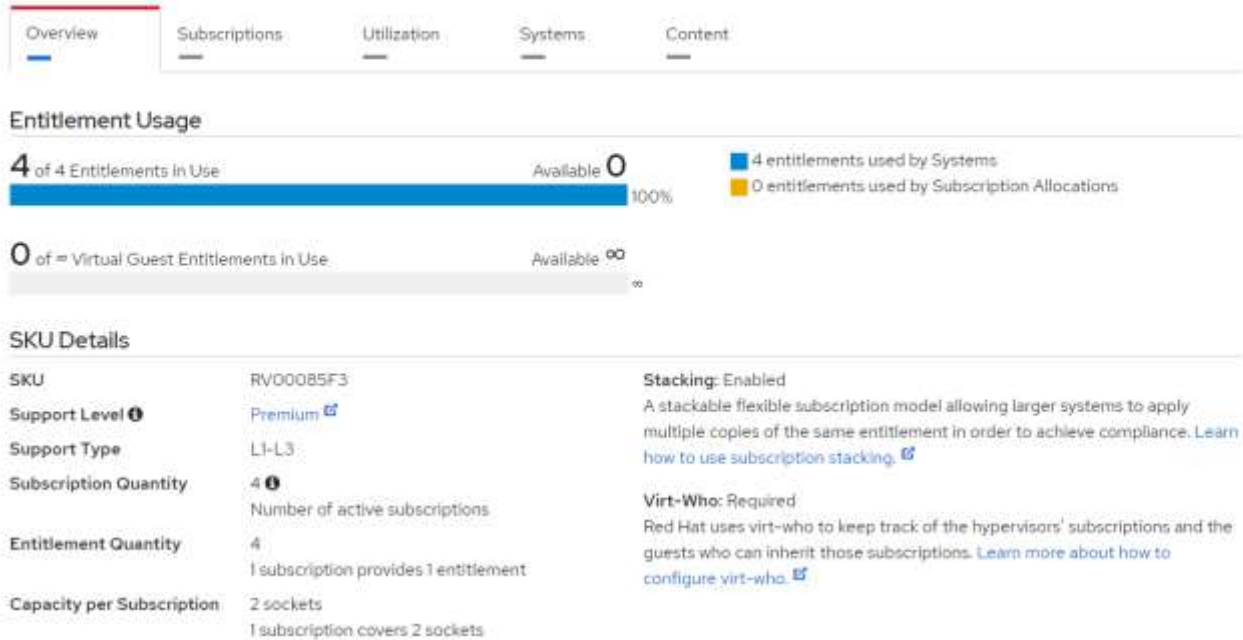 Overview Subscriptions Utilization Systems Content
Entitlement Usage
4 of 4 Entitlements in Use Available 0
100%
4 entitlements used by Systems
0 entitlements used by Subscription Allocations
0 of ∞ Virtual Guest Entitlements in Use Available ∞
∞
SKU Details
SKU RV00085F3
Support Level Premium
Support Type L1-L3
Subscription Quantity 4
Number of active subscriptions
Entitlement Quantity 4
1 subscription provides 1 entitlement
Capacity per Subscription 2 sockets
1 subscription covers 2 sockets
Stacking: Enabled
A stackable flexible subscription model allowing larger systems to apply
multiple copies of the same entitlement in order to achieve compliance. Learn
how to use subscription stacking.
Virt-Who: Required
Red Hat uses virt-who to keep track of the hypervisors' subscriptions and the
guests who can inherit those subscriptions. Learn more about how to
configure virt-who.